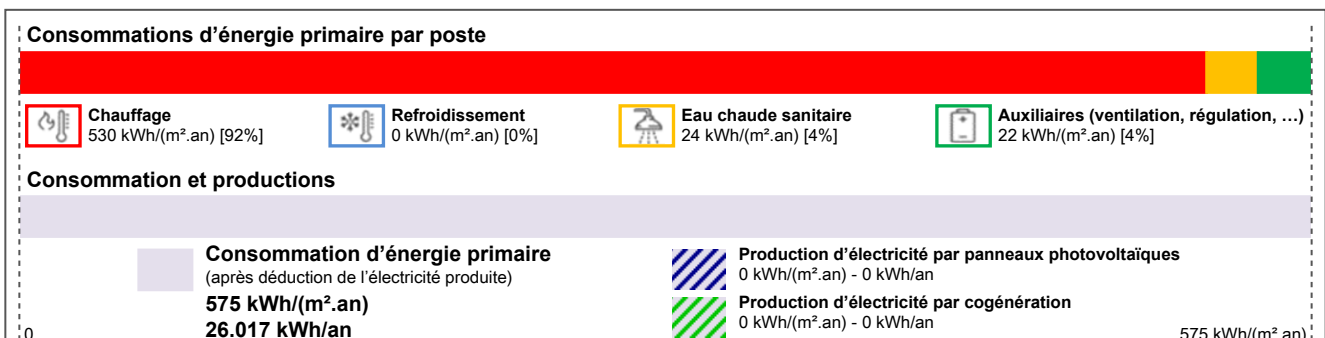 Consommations d’énergie primaire par poste
Chauffage
530 kWh/(m².an) [92%]
Refroidissement
0 kWh/(m².an) [0%]
Eau chaude sanitaire
24 kWh/(m².an) [4%]
Auxiliaires (ventilation, régulation, …)
22 kWh/(m².an) [4%]
Consommation et productions
Consommation d’énergie primaire
(après déduction de l’électricité produite)
575 kWh/(m².an)
26.017 kWh/an
Production d’électricité par panneaux photovoltaïques
0 kWh/(m².an) - 0 kWh/an
Production d’électricité par cogénération
0 kWh/(m².an) - 0 kWh/an
0
575 kWh/(m².an)